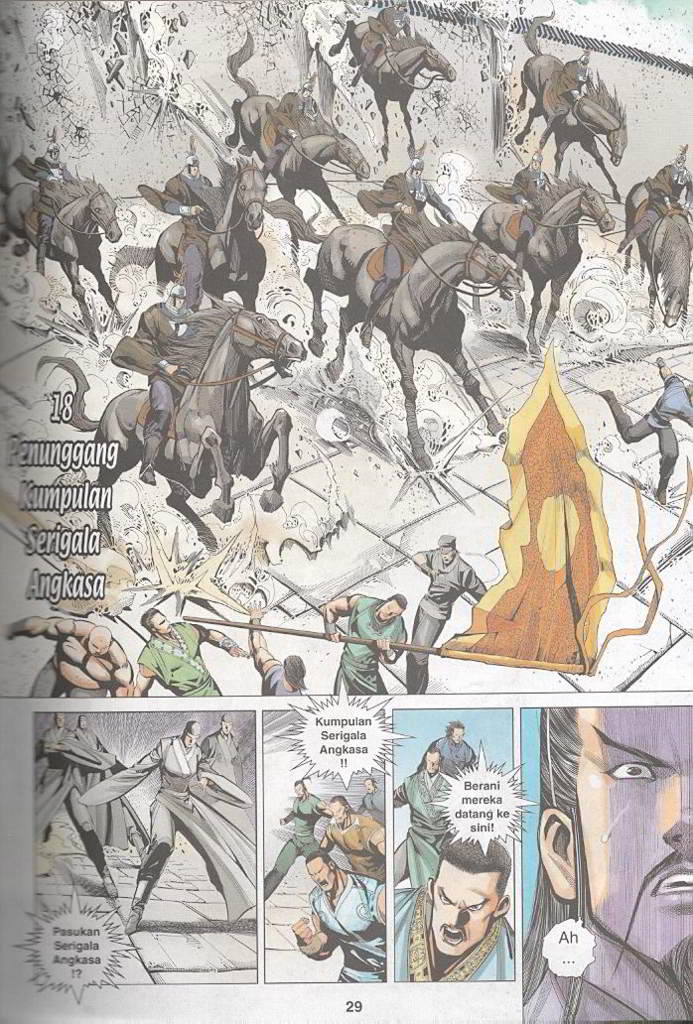 18
Penunggang
Kumpulan
Serigala
Angkasa
Pasukan
Serigala
Angkasa
!?
Kumpulan
Serigala
Angkasa
!!
Berani
mereka
datang ke
sini!
Ah
...
29